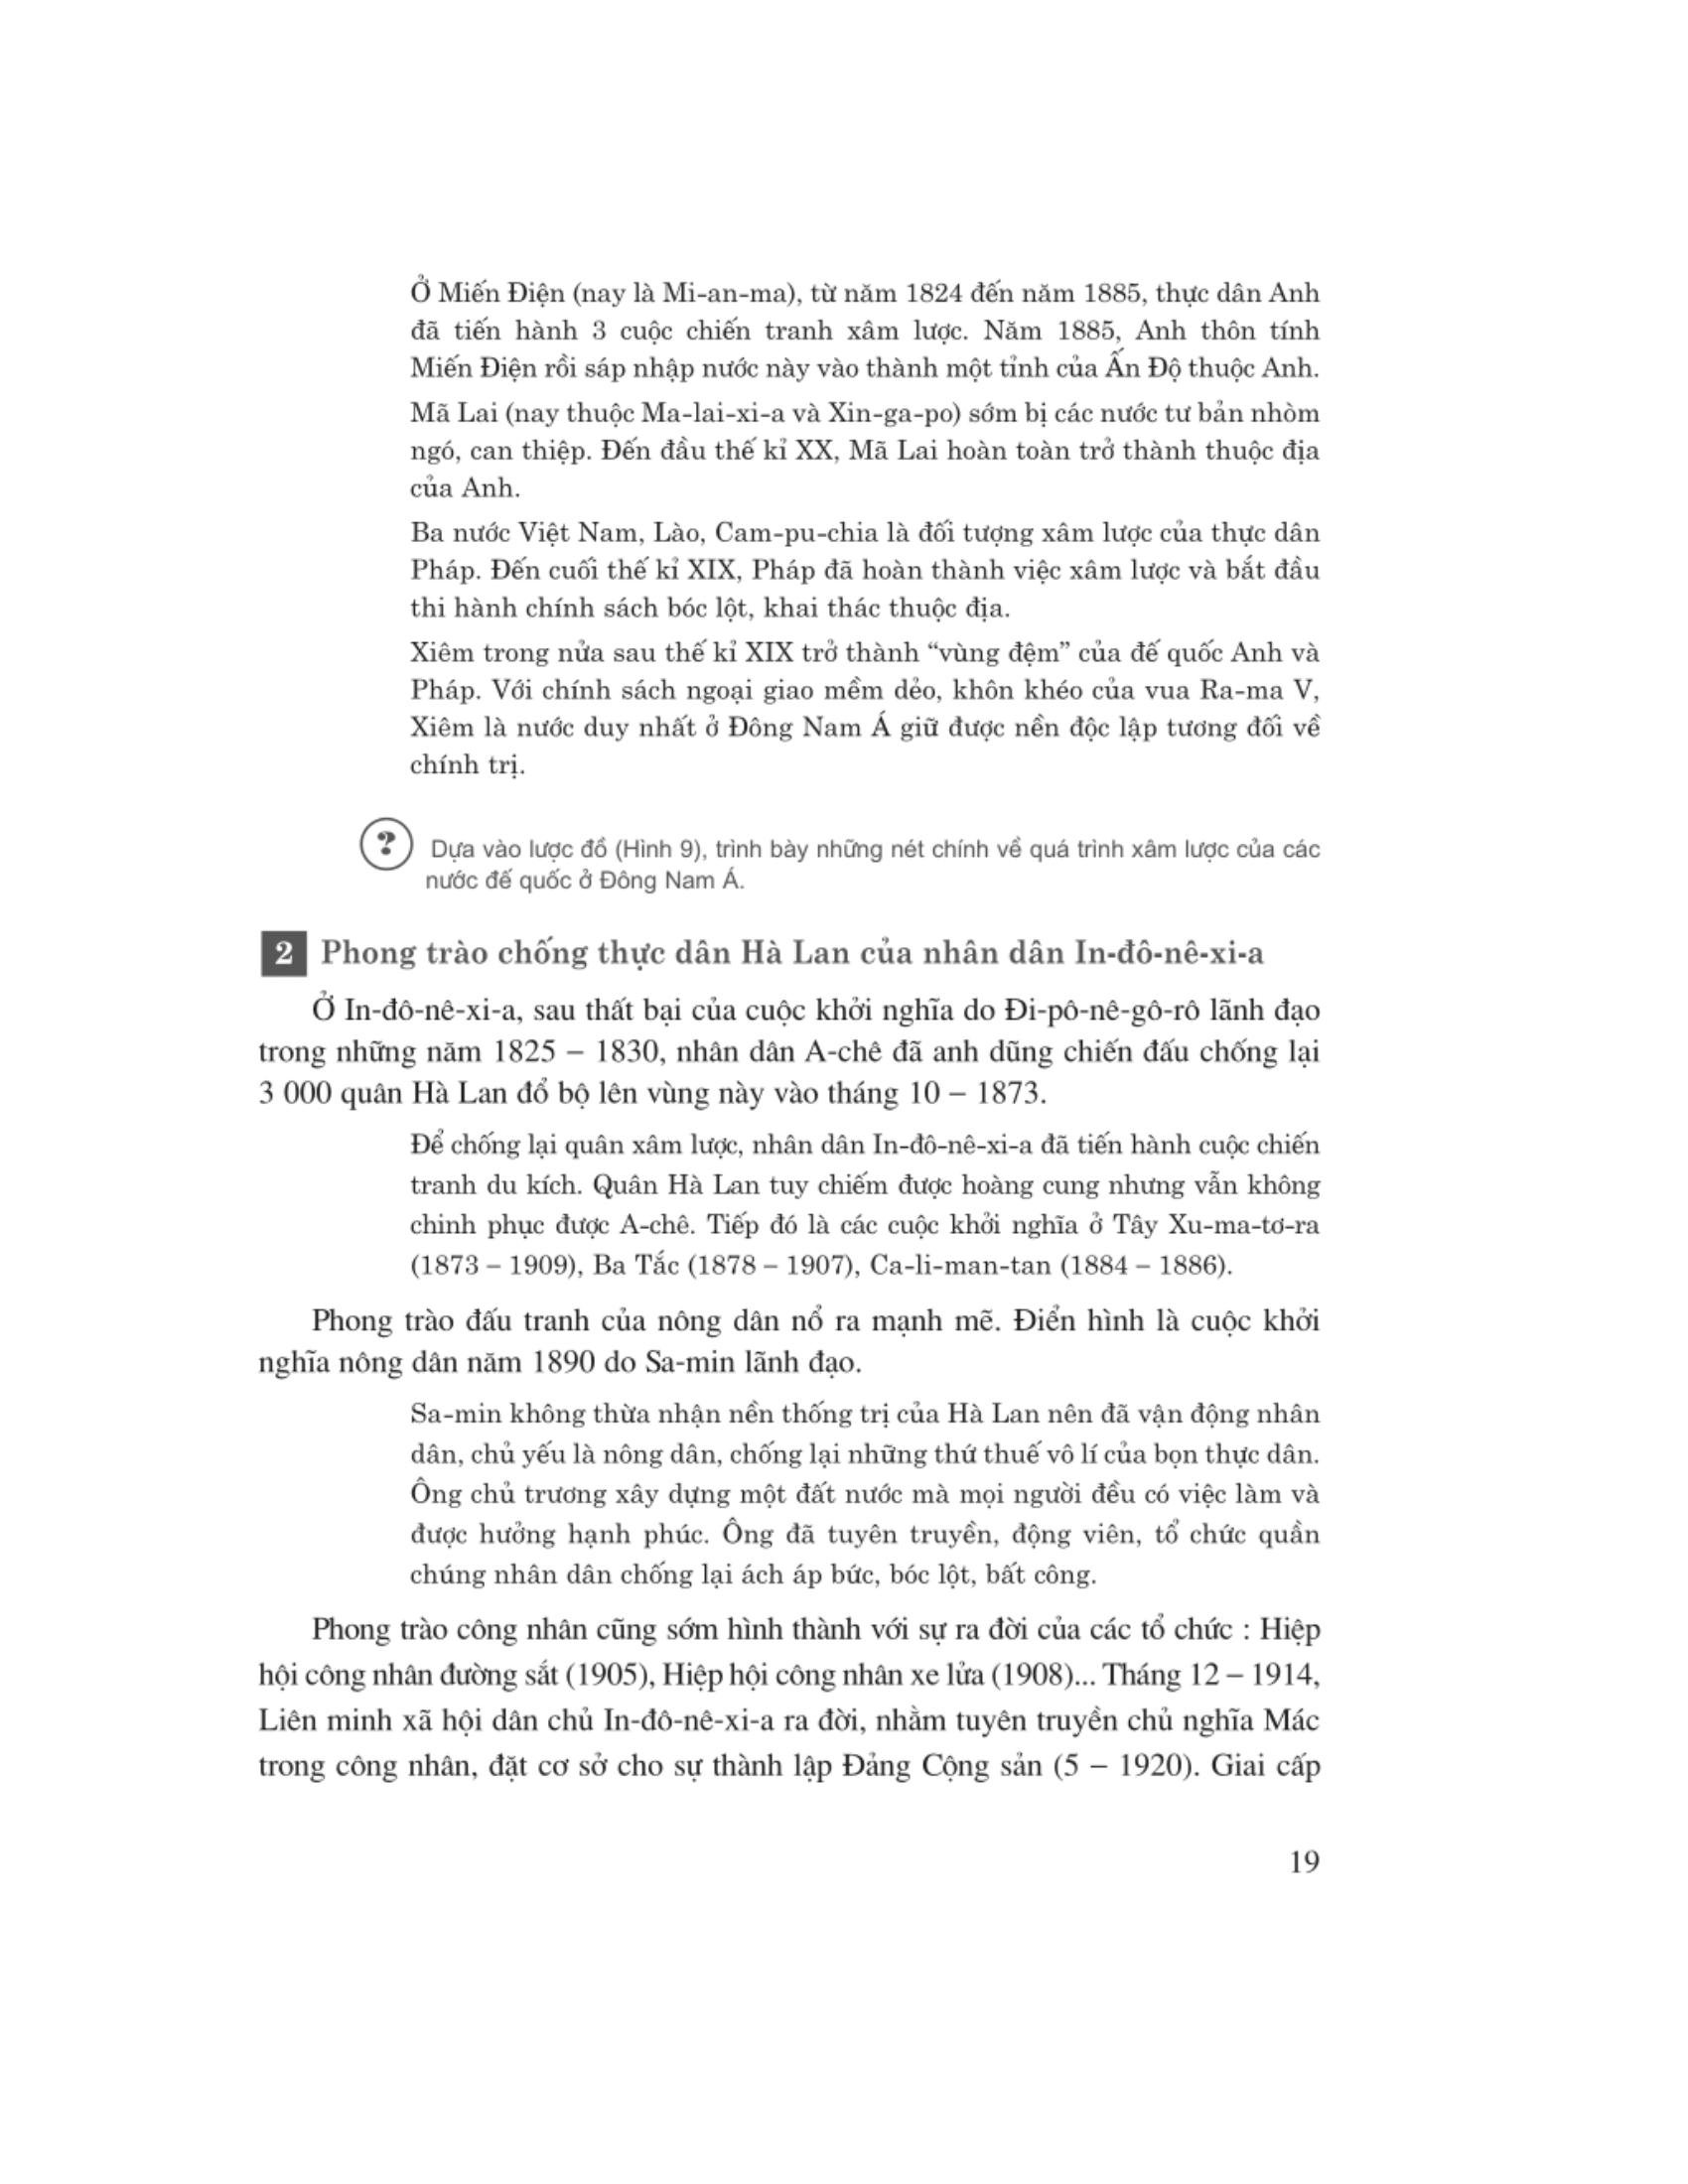 Ở Miến Điện (nay là Mi-an-ma), từ năm 1824 đến năm 1885, thực dân Anh
đã tiến hành 3 cuộc chiến tranh xâm lược. Năm 1885, Anh thôn tính
Miến Điện rồi sáp nhập nước này vào thành một tỉnh của Ấn Độ thuộc Anh.
Mã Lai (nay thuộc Ma-lai-xi-a và Xin-ga-po) sớm bị các nước tư bản nhòm
ngó, can thiệp. Đến đầu thế kỉ XX, Mã Lai hoàn toàn trở thành thuộc địa
của Anh.
Ba nước Việt Nam, Lào, Cam-pu-chia là đối tượng xâm lược của thực dân
Pháp. Đến cuối thế kỉ XIX, Pháp đã hoàn thành việc xâm lược và bắt đầu
thi hành chính sách bóc lột, khai thác thuộc địa.
Xiêm trong nửa sau thế kỉ XIX trở thành “vùng đệm” của đế quốc Anh và
Pháp. Với chính sách ngoại giao mềm dẻo, khôn khéo của vua Ra-ma V,
Xiêm là nước duy nhất ở Đông Nam Á giữ được nền độc lập tương đối về
chính trị.
? Dựa vào lược đồ (Hình 9), trình bày những nét chính về quá trình xâm lược của các
nước đế quốc ở Đông Nam Á.
2 Phong trào chống thực dân Hà Lan của nhân dân In-đô-nê-xi-a
Ở In-đô-nê-xi-a, sau thất bại của cuộc khởi nghĩa do Đi-pô-nê-gô-rô lãnh đạo
trong những năm 1825 – 1830, nhân dân A-chê đã anh dũng chiến đấu chống lại
3 000 quân Hà Lan đổ bộ lên vùng này vào tháng 10 – 1873.
Để chống lại quân xâm lược, nhân dân In-đô-nê-xi-a đã tiến hành cuộc chiến
tranh du kích. Quân Hà Lan tuy chiếm được hoàng cung nhưng vẫn không
chinh phục được A-chê. Tiếp đó là các cuộc khởi nghĩa ở Tây Xu-ma-tơ-ra
(1873 – 1909), Ba Tắc (1878 – 1907), Ca-li-man-tan (1884 – 1886).
Phong trào đấu tranh của nông dân nổ ra mạnh mẽ. Điển hình là cuộc khởi
nghĩa nông dân năm 1890 do Sa-min lãnh đạo.
Sa-min không thừa nhận nền thống trị của Hà Lan nên đã vận động nhân
dân, chủ yếu là nông dân, chống lại những thứ thuế vô lí của bọn thực dân.
Ông chủ trương xây dựng một đất nước mà mọi người đều có việc làm và
được hưởng hạnh phúc. Ông đã tuyên truyền, động viên, tổ chức quần
chúng nhân dân chống lại ách áp bức, bóc lột, bất công.
Phong trào công nhân cũng sớm hình thành với sự ra đời của các tổ chức : Hiệp
hội công nhân đường sắt (1905), Hiệp hội công nhân xe lửa (1908)... Tháng 12 – 1914,
Liên minh xã hội dân chủ In-đô-nê-xi-a ra đời, nhằm tuyên truyền chủ nghĩa Mác
trong công nhân, đặt cơ sở cho sự thành lập Đảng Cộng sản (5 – 1920). Giai cấp
19